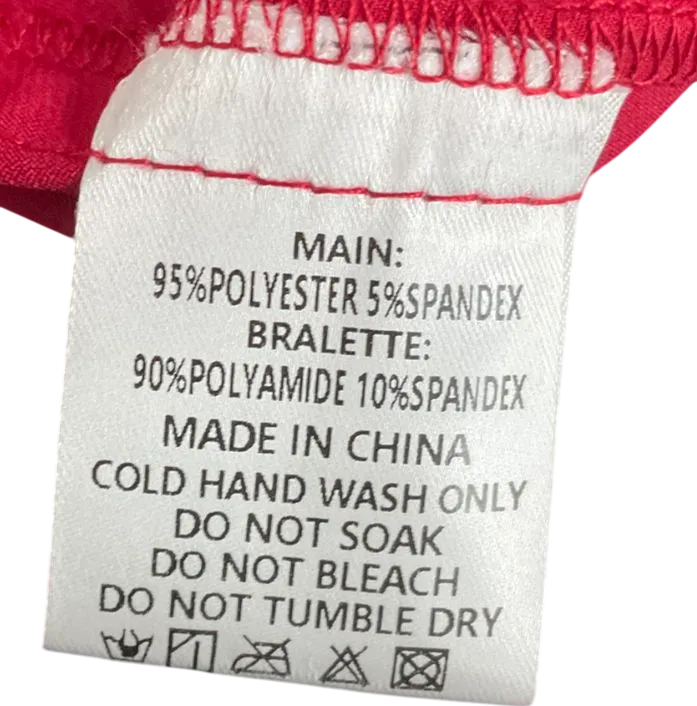 MAIN:
95%POLYESTER 5%SPANDEX
BRALETTE:
90%POLYAMIDE 10%SPANDEX
MADE IN CHINA
COLD HAND WASH ONLY
DO NOT SOAK
DO NOT BLEACH
DO NOT TUMBLE DRY